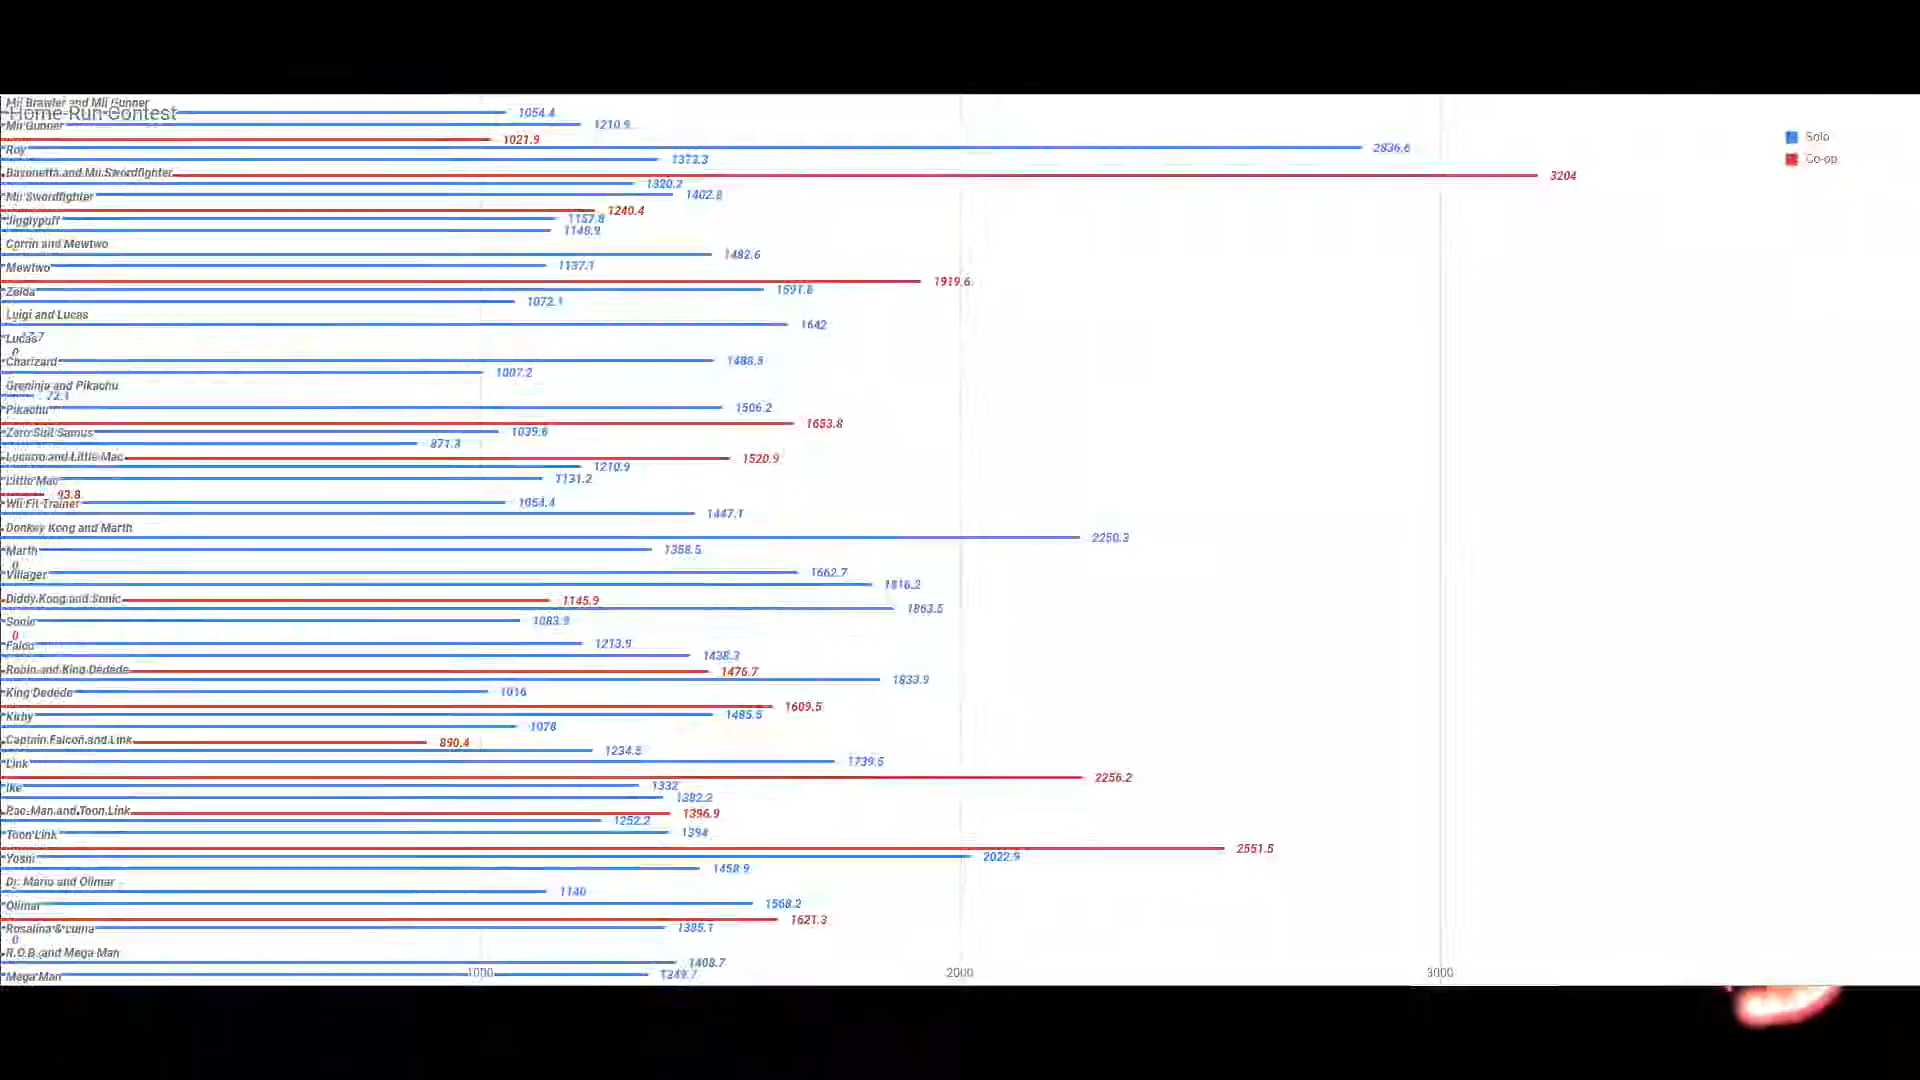 Mii Brawler and Mii Gunner
Home-Run Contest
1054.4
Mii Gunner
1210.9
1021.9
Roy
2836.6
1373.3
Bayonetta and Mii Swordfighter
3204
1320.2
Mii Swordfighter
1402.8
1240.4
Jigglypuff
1157.8
1148.9
Corrin and Mewtwo
1482.6
Mewtwo
1137.1
1919.6
Zelda
1591.8
1072.1
Luigi and Lucas
1642
Lucas
0
Charizard
1488.5
1007.2
Greninja and Pikachu
72.1
Pikachu
1506.2
1653.8
Zero Suit Samus
1039.6
871.3
Lucario and Little Mac
1520.9
1210.9
Little Mac
1131.2
93.8
Wii Fit Trainer
1054.4
1447.1
Donkey Kong and Marth
2250.3
Marth
1358.5
0
Villager
1662.7
1816.2
Diddy Kong and Sonic
1145.9
1863.5
Sonic
1083.9
0
Falco
1213.9
1438.3
Robin and King Dedede
1476.7
1833.9
King Dedede
1016
1609.5
Kirby
1485.5
1078
Captain Falcon and Link
890.4
1234.5
Link
1739.5
2256.2
Ike
1332
1382.2
Pac-Man and Toon Link
1396.9
1252.2
Toon Link
1394
2551.5
Yoshi
2022.9
1458.9
Dr. Mario and Olimar
1140
Olimar
1568.2
1621.3
Rosalina & Luma
1385.1
0
R.O.B. and Mega Man
1408.7
Mega Man
1349.7
1000
2000
3000
Solo
Co-op